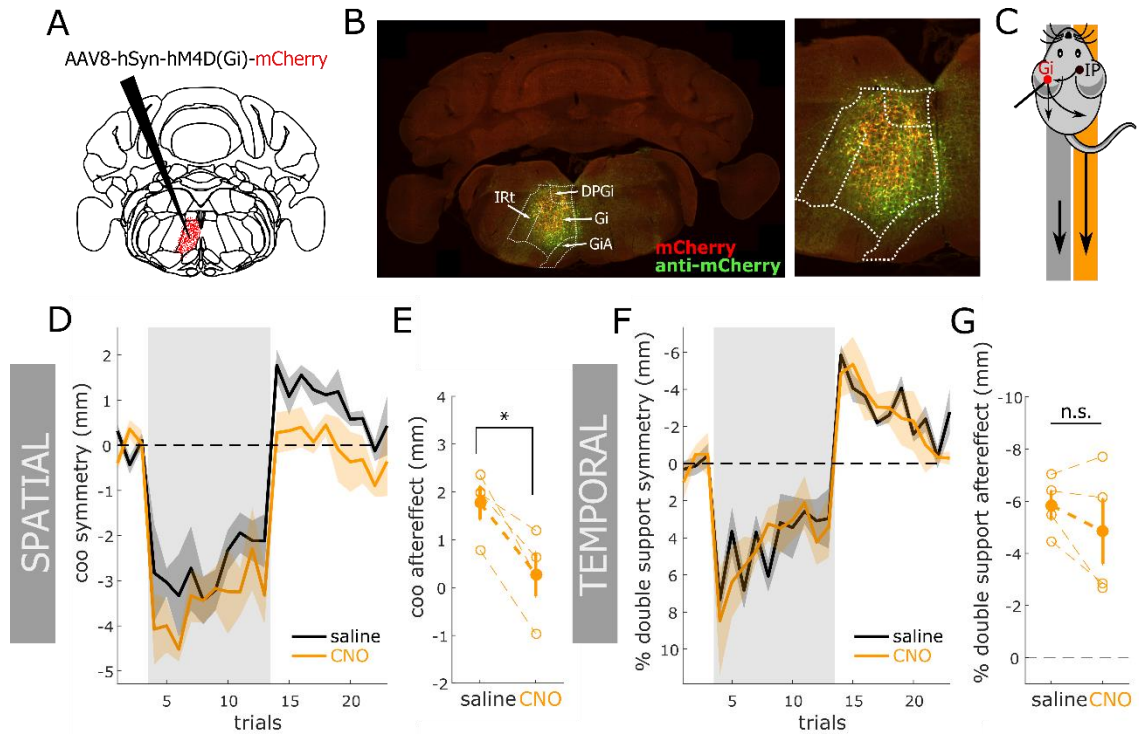 A
AAV8-hSyn-hM4D(Gi)-mCherry
B
IRt
DPGi
Gi
GiA
mCherry
anti-mCherry
C
Gi
IP
SPATIAL
D
coo symmetry (mm)
2
1
0
-1
-2
-3
-4
-5
5
10
15
20
trials
saline
CNO
E
coo aftereffect (mm)
4
3
2
1
0
-1
-2
*
saline
CNO
TEMPORAL
F
% double support symmetry (mm)
-6
-4
-2
0
2
4
6
8
10
5
10
15
20
trials
saline
CNO
G
% double support aftereffect (mm)
-10
-8
-6
-4
-2
0
n.s.
saline
CNO